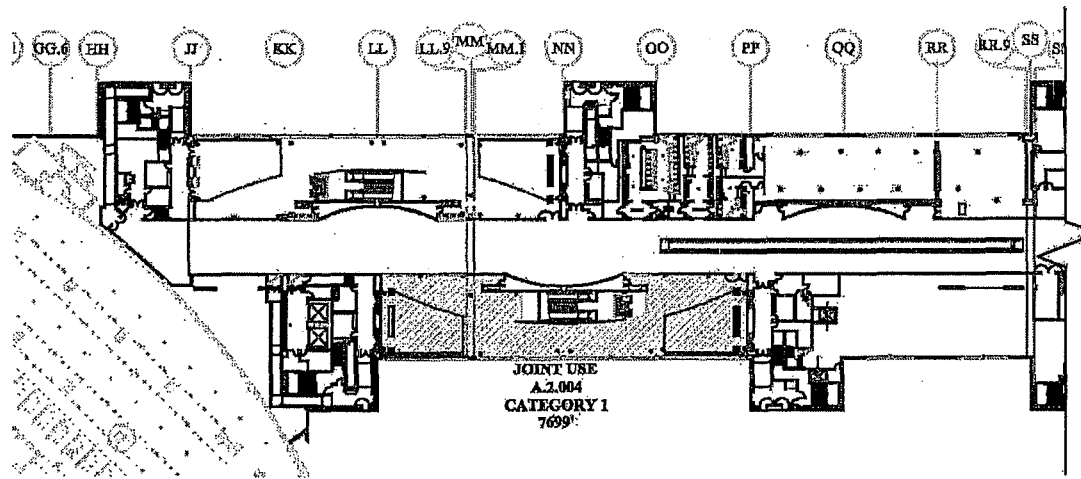 GG.6 HH JJ KK LL LL.9 MM MM.1 NN OO PP QQ RR RR.9 SS
JOINT USE
A.2.004
CATEGORY 1
7699